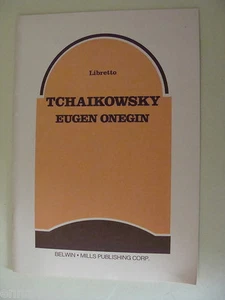 Libretto
TCHAIKOWSKY
EUGEN ONEGIN
BELWIN • MILLS PUBLISHING CORP.